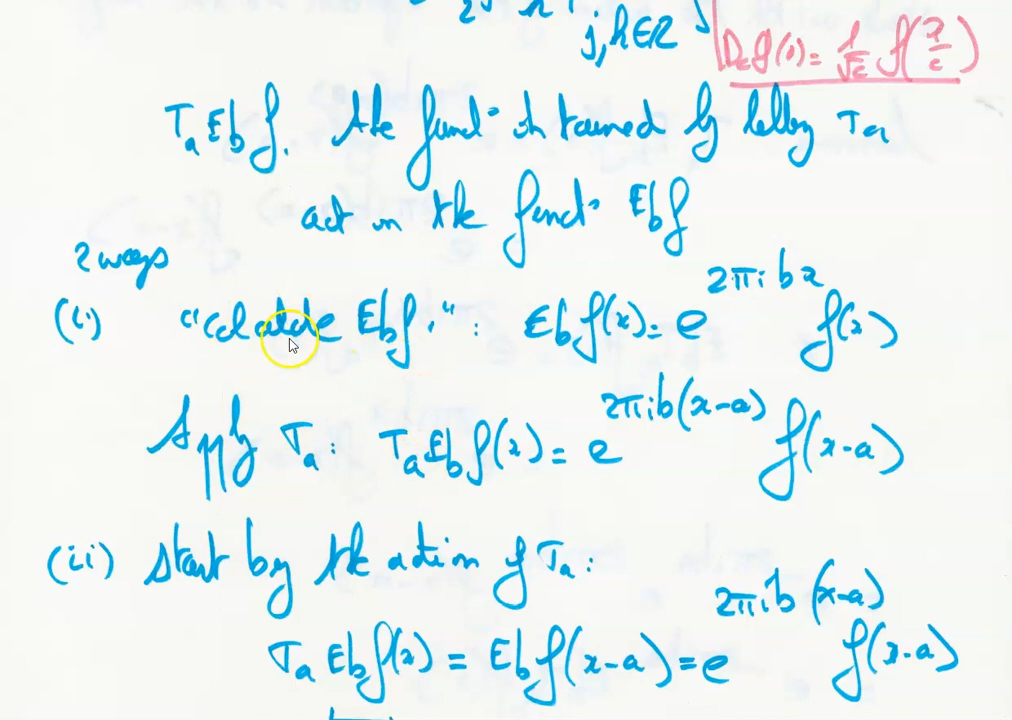 j,k∈ℝ
D_c f(x) = 1/√c f(x/c)
T_a E_b f. the funct° obtained by letting T_a
act on the funct° E_b f
2 ways
(i) "Calculate E_b f." : E_b f(x) = e^{2πibx} f(x)
Apply T_a : T_a E_b f(x) = e^{2πib(x-a)} f(x-a)
(ii) start by the action of T_a :
T_a E_b f(x) = E_b f(x-a) = e^{2πib(x-a)} f(x-a)